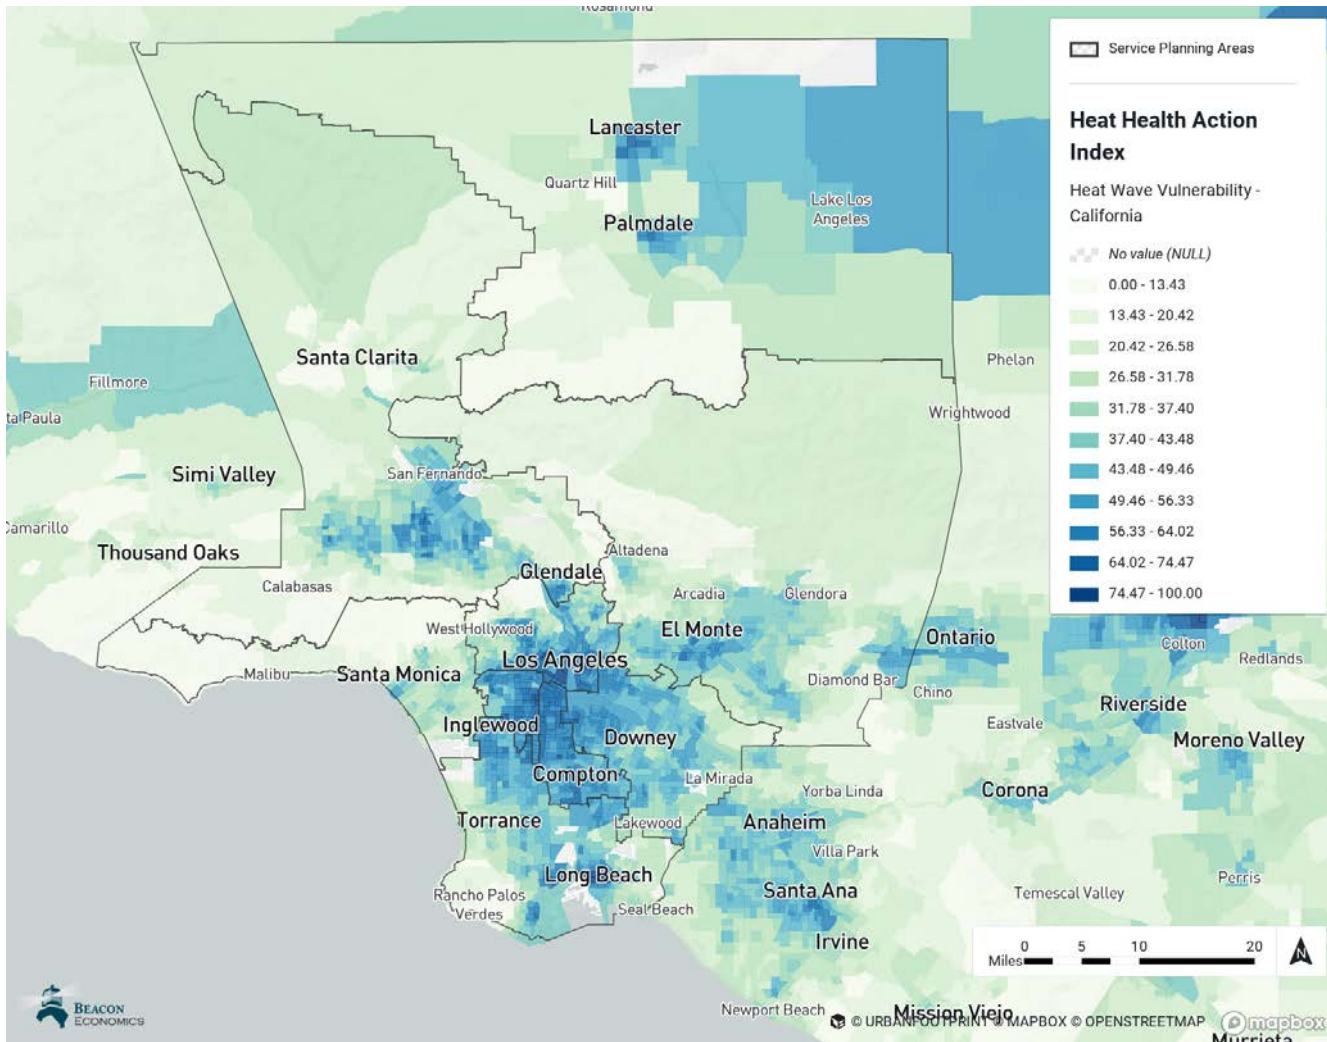 Rosamond
Service Planning Areas
Heat Health Action
Index
Heat Wave Vulnerability -
California
No value (NULL)
0.00 - 13.43
13.43 - 20.42
20.42 - 26.58
26.58 - 31.78
31.78 - 37.40
37.40 - 43.48
43.48 - 49.46
49.46 - 56.33
56.33 - 64.02
64.02 - 74.47
74.47 - 100.00
Lancaster
Quartz Hill
Lake Los
Angeles
Palmdale
Santa Clarita
Phelan
Fillmore
Wrightwood
ta Paula
San Fernando
Simi Valley
Camarillo
Thousand Oaks
Altadena
Glendale
Calabasas
Arcadia
Glendora
West Hollywood
El Monte
Ontario
Colton
Los Angeles
Redlands
Malibu
Santa Monica
Diamond Bar
Chino
Riverside
Inglewood
Downey
Eastvale
Moreno Valley
Compton
La Mirada
Yorba Linda
Corona
Torrance
Lakewood
Anaheim
Villa Park
Long Beach
Perris
Rancho Palos
Verdes
Santa Ana
Temescal Valley
Seal Beach
Irvine
0 5 10 20
Miles
N
BEACON
ECONOMICS
Newport Beach
Mission Viejo
© URBANFOOTPRINT © MAPBOX © OPENSTREETMAP
mapbox
Murrieta